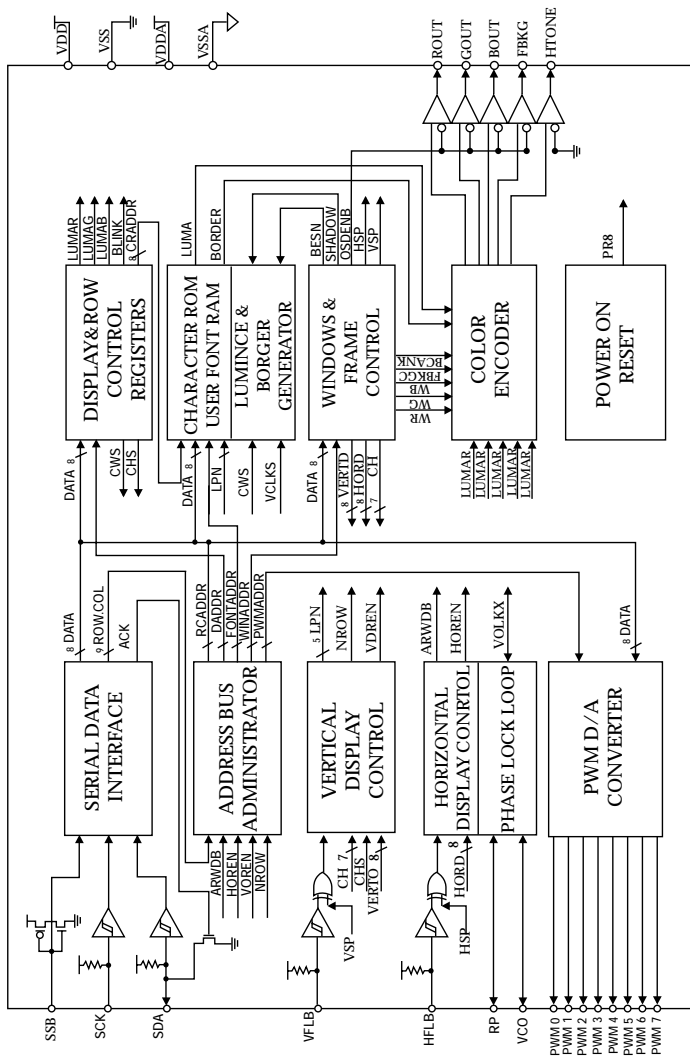 VDD
VSS
VDDA
VSSA
ROUT
GOUT
BOUT
FBKG
HTONE
LUMAR
LUMAG
LUMAB
BLINK
8 CRADDR
DISPLAY&ROW
CONTROL
REGISTERS
DATA 8
CWS
CHS
LUMA
BORDER
CHARACTER ROM
USER FONT RAM
LUMINCE &
BORGER
GENERATOR
DATA 8
LPN
CWS
VCLKS
BESN
SHADOW
OSDENB
HSP
VSP
WINDOWS &
FRAME
CONTROL
DATA 8
8 VERTD
8 HORD
7 CH
WR
WG
WB
FBKGC
BCANK
COLOR
ENCODER
LUMAR
LUMAR
LUMAR
LUMAR
LUMAR
PR8
POWER ON
RESET
8 DATA
9 ROW.COL
ACK
SERIAL DATA
INTERFACE
RCADDR
DADDR
FONTADDR
WINADDR
PWMADDR
ADDRESS BUS
ADMINISTRATOR
ARWDB
HOREN
VOREN
NROW
5 LPN
NROW
VDREN
VERTICAL
DISPLAY
CONTROL
CH 7
CHS
VERTO 8
VSP
ARWDB
HOREN
VOLKX
HORIZONTAL
DISPLAY CONRTOL
PHASE LOCK LOOP
HORD 8
HSP
8 DATA
PWM D/A
CONVERTER
SSB
SCK
SDA
VFLB
HFLB
RP
VCO
PWM 0
PWM 1
PWM 2
PWM 3
PWM 4
PWM 5
PWM 6
PWM 7